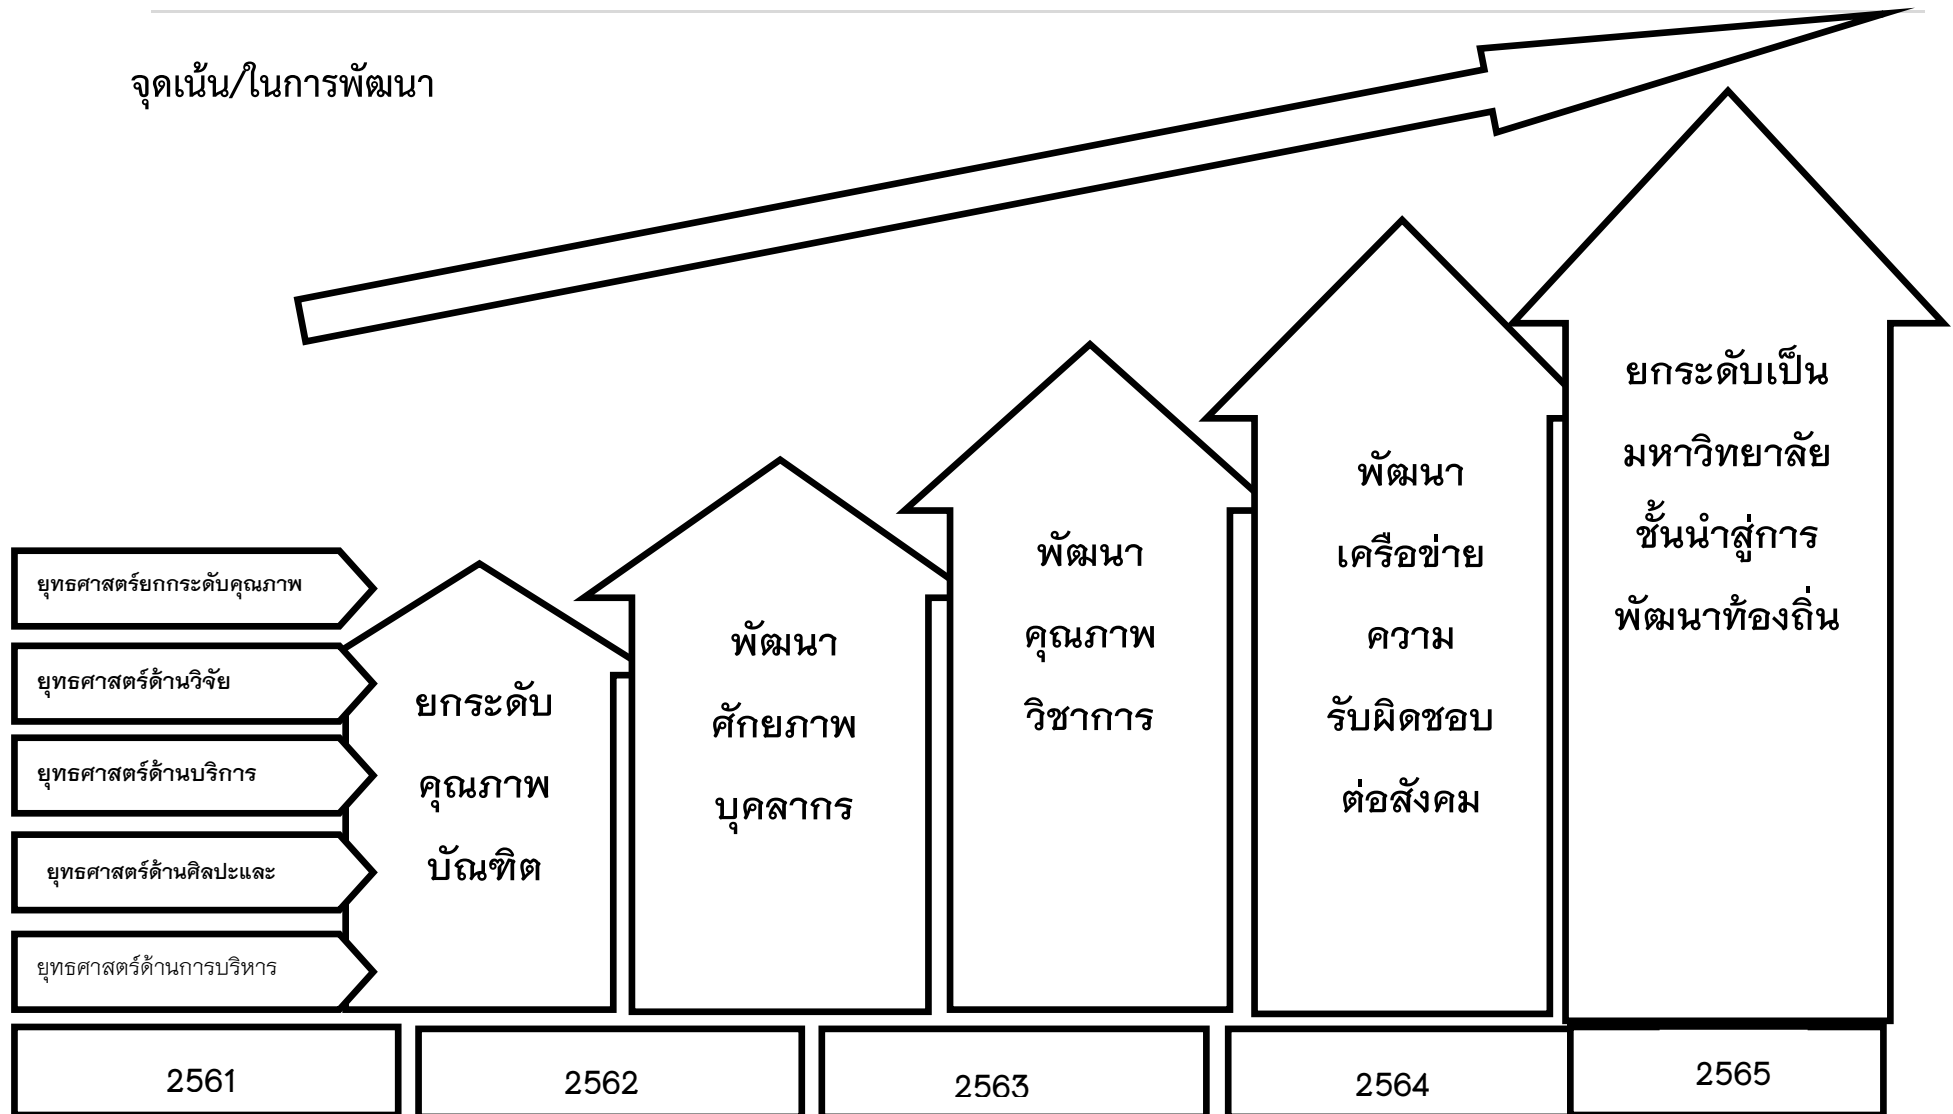 จุดเน้น/ในการพัฒนา
ยุทธศาสตร์ยกกระดับคุณภาพ
ยุทธศาสตร์ด้านวิจัย
ยุทธศาสตร์ด้านบริการ
ยุทธศาสตร์ด้านศิลปะและ
ยุทธศาสตร์ด้านการบริหาร
ยกระดับ
คุณภาพ
บัณฑิต
พัฒนา
ศักยภาพ
บุคลากร
พัฒนา
คุณภาพ
วิชาการ
พัฒนา
เครือข่าย
ความ
รับผิดชอบ
ต่อสังคม
ยกระดับเป็น
มหาวิทยาลัย
ชั้นนำสู่การ
พัฒนาท้องถิ่น
2561
2562
2563
2564
2565